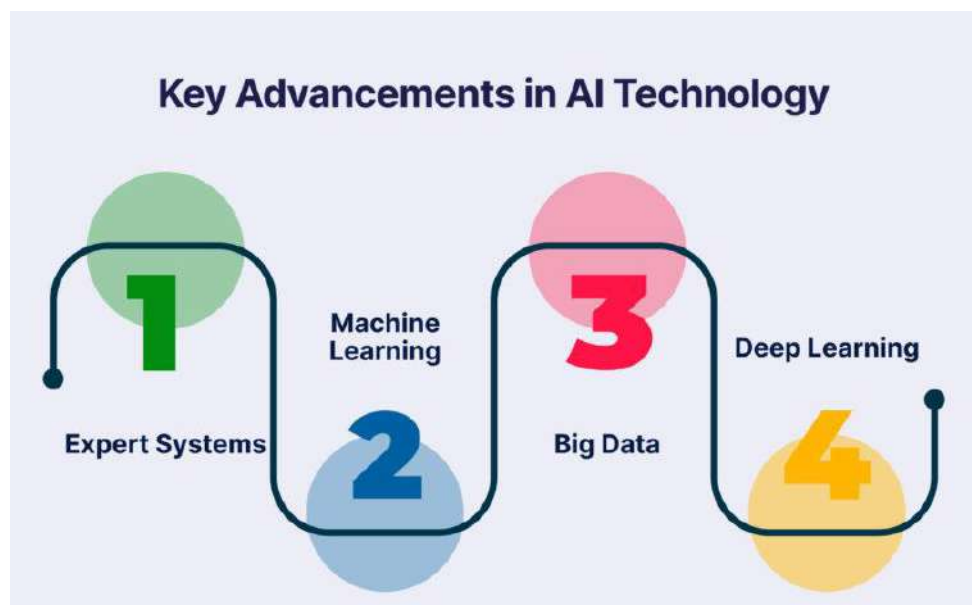 Key Advancements in AI Technology
1
Expert Systems
Machine
Learning
2
3
Big Data
Deep Learning
4